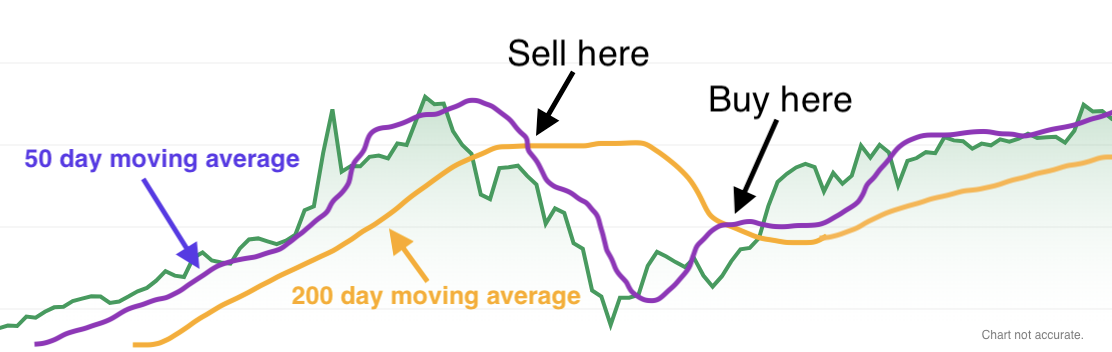 Sell here
Buy here
50 day moving average
200 day moving average
Chart not accurate.